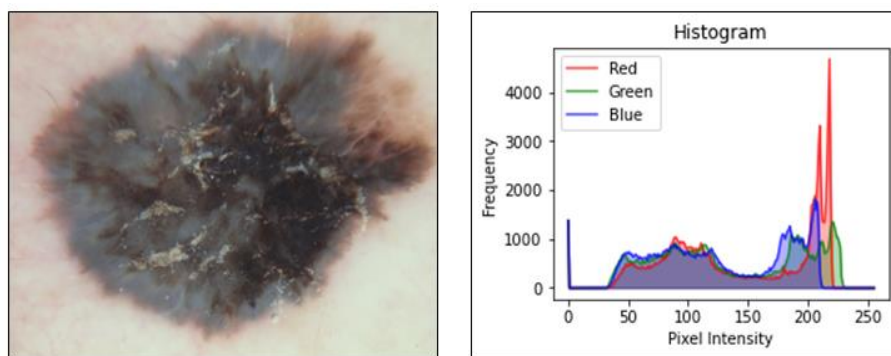 Histogram
Red
Green
Blue
4000
3000
2000
1000
0
Frequency
0 50 100 150 200 250
Pixel Intensity